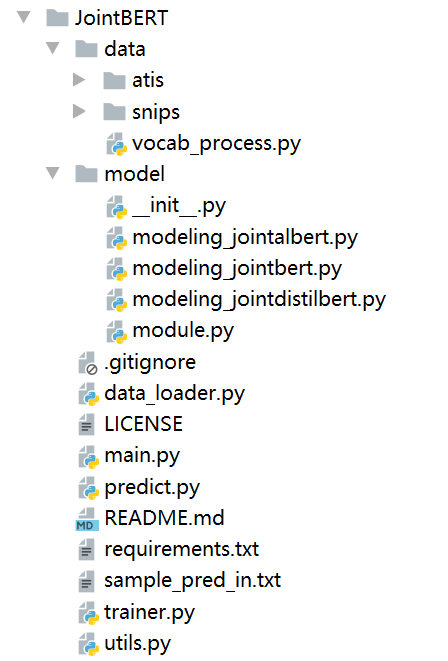 JointBERT
data
atis
snips
vocab_process.py
model
__init__.py
modeling_jointalbert.py
modeling_jointbert.py
modeling_jointdistilbert.py
module.py
.gitignore
data_loader.py
LICENSE
main.py
predict.py
MD README.md
requirements.txt
sample_pred_in.txt
trainer.py
utils.py